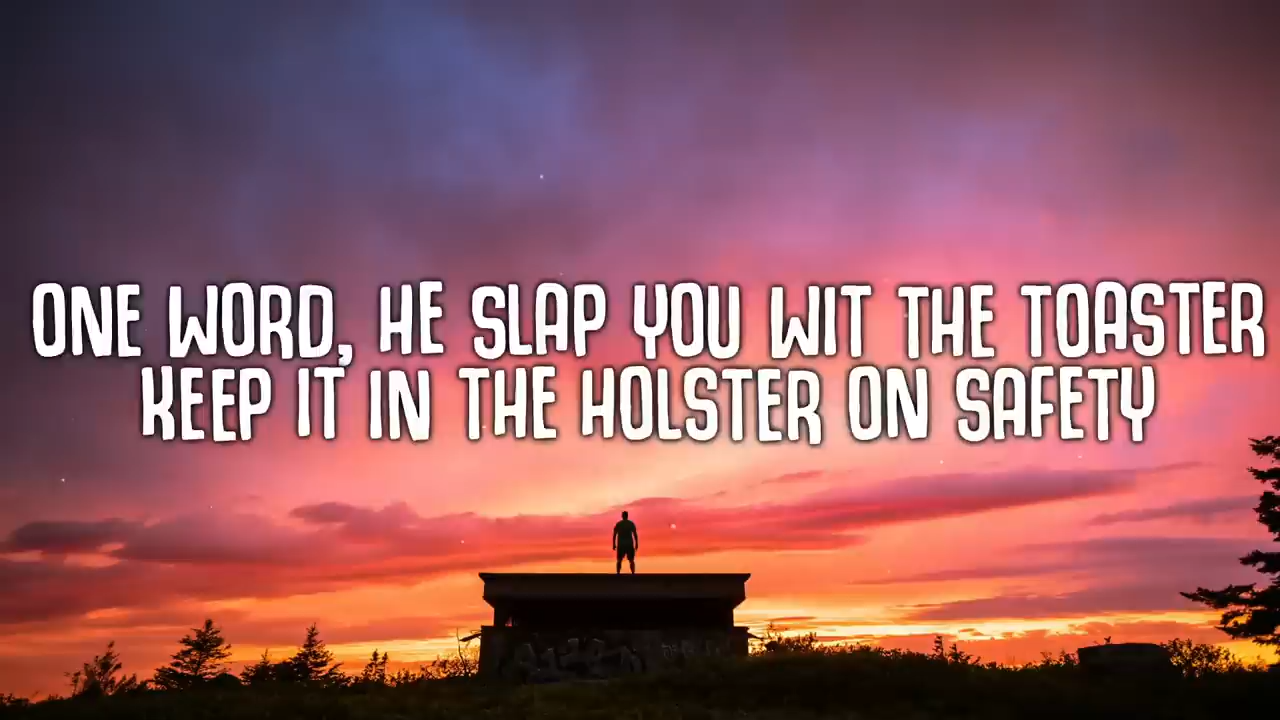 ONE WORD, HE SLAP YOU WIT THE TOASTER
KEEP IT IN THE HOLSTER ON SAFETY